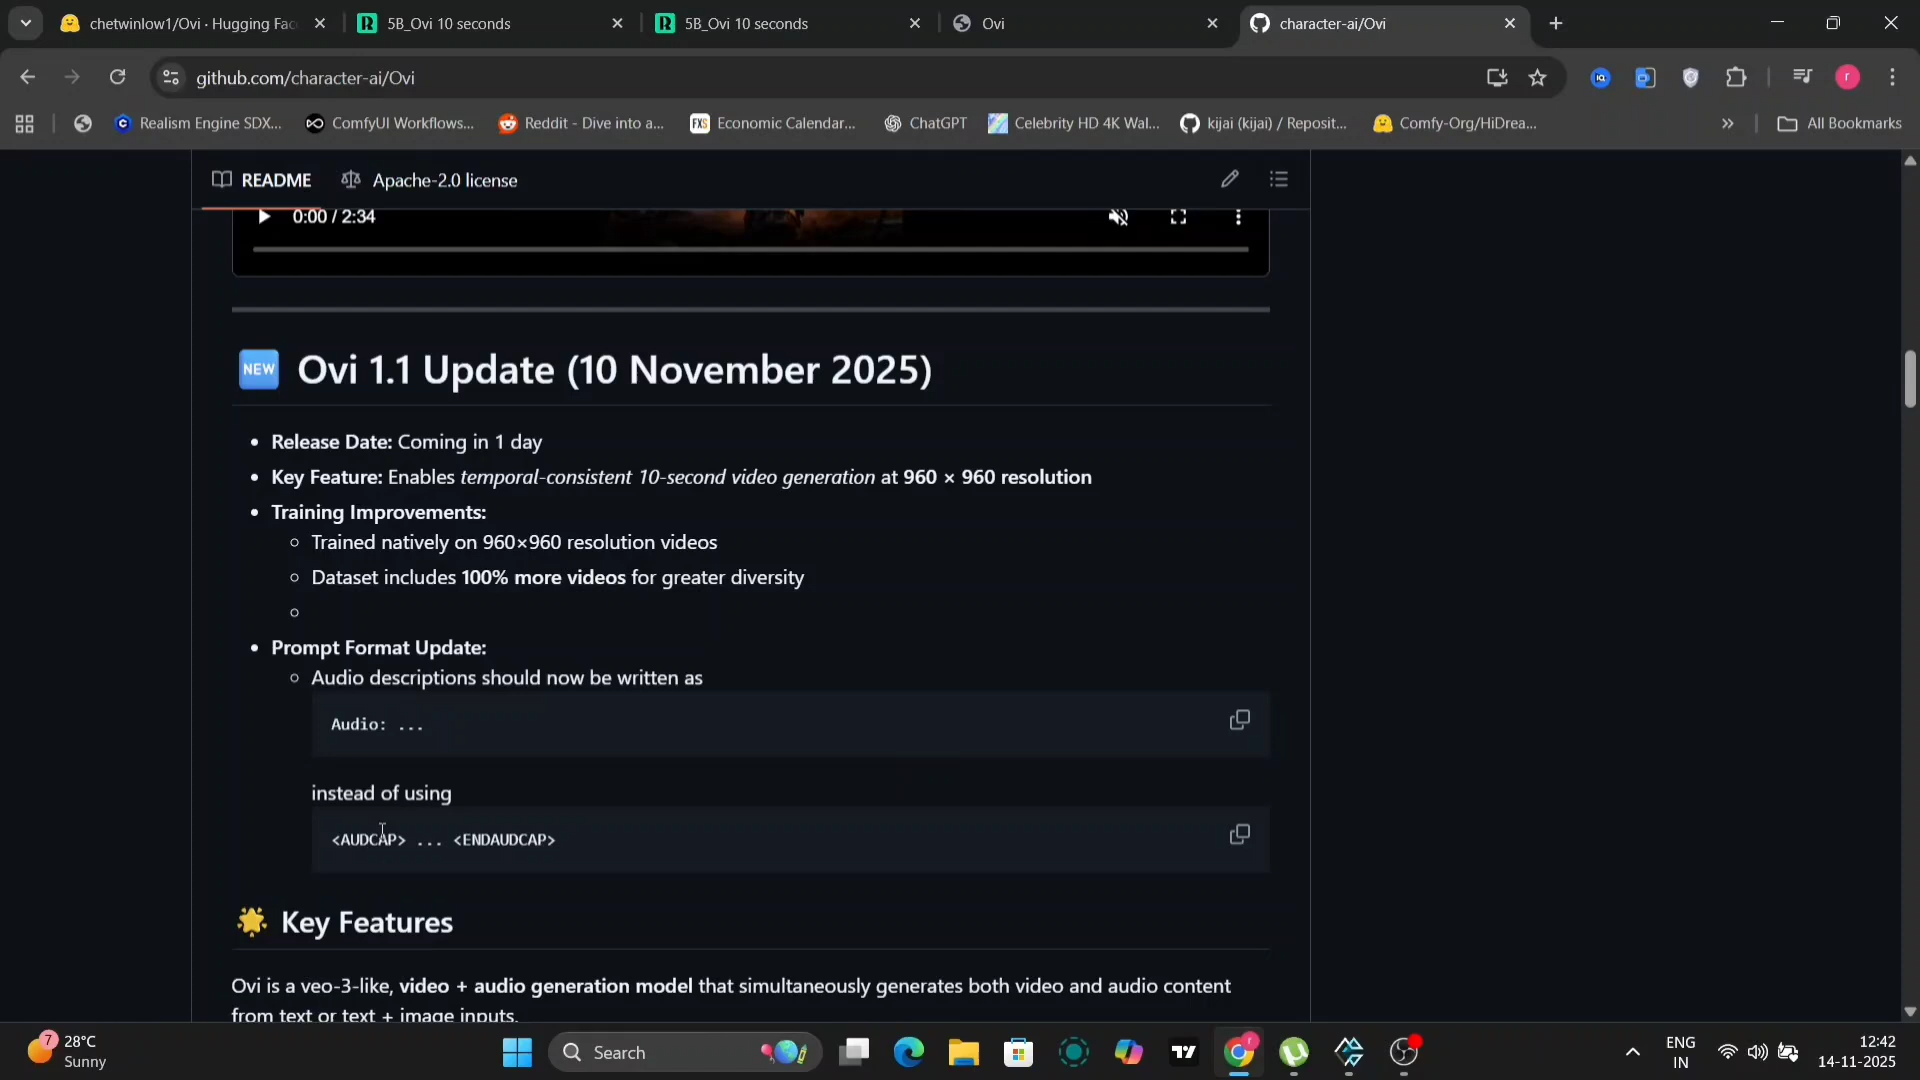 chetwinlow1/Ovi · Hugging Fac
5B_Ovi 10 seconds
5B_Ovi 10 seconds
Ovi
character-ai/Ovi
github.com/character-ai/Ovi
r
Realism Engine SDX...
ComfyUI Workflows...
Reddit - Dive into a...
FXS
Economic Calendar...
ChatGPT
Celebrity HD 4K Wal...
kijai (kijai) / Reposit...
Comfy-Org/HiDrea...
»
All Bookmarks
README
Apache-2.0 license
0:00 / 2:34
NEW Ovi 1.1 Update (10 November 2025)
• Release Date: Coming in 1 day
• Key Feature: Enables temporal-consistent 10-second video generation at 960 × 960 resolution
• Training Improvements:
○ Trained natively on 960×960 resolution videos
○ Dataset includes 100% more videos for greater diversity
○
• Prompt Format Update:
○ Audio descriptions should now be written as
Audio: ...
instead of using
<AUDCAP> ... <ENDAUDCAP>
🌟 Key Features
Ovi is a veo-3-like, video + audio generation model that simultaneously generates both video and audio content
from text or text + image inputs.
7
28°C
Sunny
Search
ENG
IN
12:42
14-11-2025